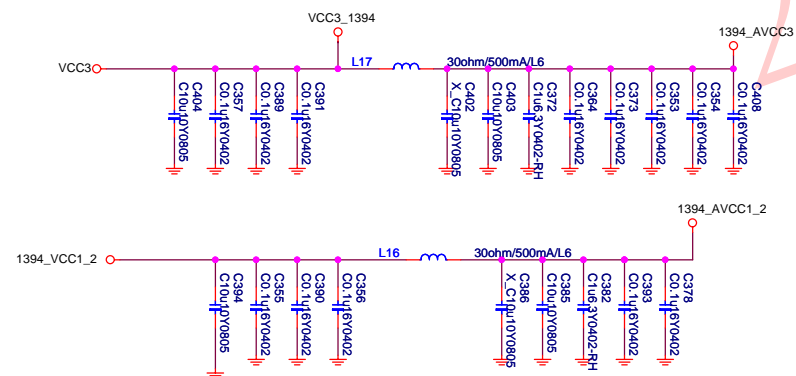 VCC3_1394
1394_AVCC3
VCC3
L17
30ohm/500mA/L6
C404
C10u10Y0805
C357
C0.1u16Y0402
C389
C0.1u16Y0402
C391
C0.1u16Y0402
C402
X_C10u10Y0805
C403
C10u10Y0805
C372
C1u6.3Y0402-RH
C364
C0.1u16Y0402
C373
C0.1u16Y0402
C353
C0.1u16Y0402
C354
C0.1u16Y0402
C408
C0.1u16Y0402
1394_AVCC1_2
1394_VCC1_2
L16
30ohm/500mA/L6
C394
C10u10Y0805
C355
C0.1u16Y0402
C390
C0.1u16Y0402
C356
C0.1u16Y0402
C386
X_C10u10Y0805
C385
C10u10Y0805
C382
C1u6.3Y0402-RH
C393
C0.1u16Y0402
C378
C0.1u16Y0402